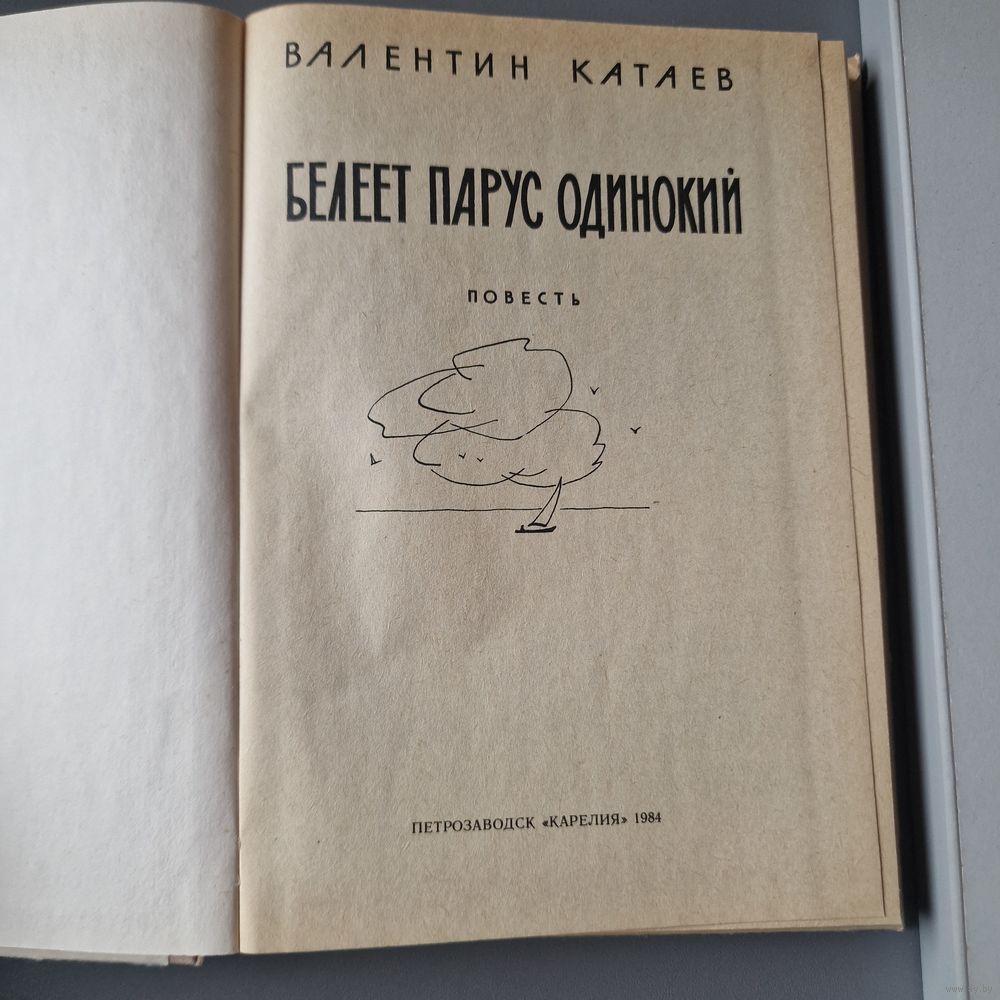 ВАЛЕНТИН КАТАЕВ
БЕЛЕЕТ ПАРУС ОДИНОКИЙ
ПОВЕСТЬ
ПЕТРОЗАВОДСК «КАРЕЛИЯ» 1984